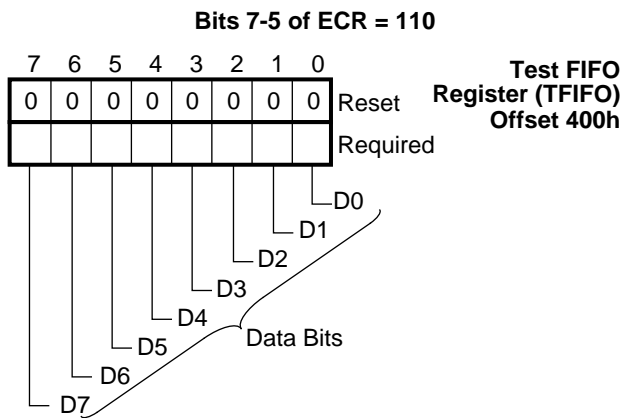 Bits 7-5 of ECR = 110
7 6 5 4 3 2 1 0
Test FIFO
Register (TFIFO)
Offset 400h
0 0 0 0 0 0 0 0 Reset
Required
D0
D1
D2
D3
D4
D5
D6
D7
Data Bits